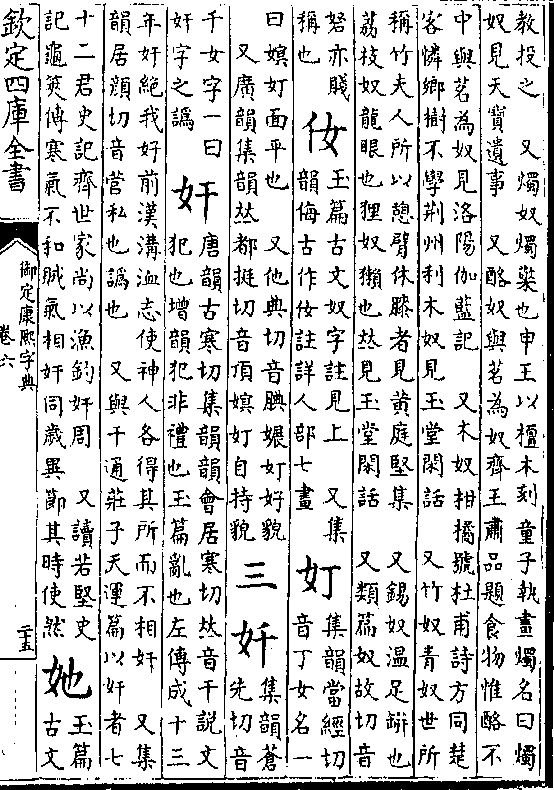 教授之　又燭奴燭檠也申王以檀木刻童子執畫燭名曰燭
奴見天寶遺事　又酪奴與茗為奴齊王肅品題食物惟酪不
中與茗為奴見洛陽伽藍記　又木奴柑橘號杜甫詩方同楚
客憐鄉樹不學荆州利木奴見玉堂閑話　又竹奴青奴世所
稱竹夫人所以憩臂休膝者見黄庭堅集　又錫奴温足缾也
荔枝奴龍眼也狸奴獺也𠀤見玉堂閑話　又類篇奴故切音
笯亦賤
稱也
㚢
玉篇古文奴字註見上　又集
韻侮古作㚢註詳人部七畫
奵
集韻當經切
音丁女名一
曰嫇奵面平也　又他典切音腆㜊奵好貌
又廣韻集韻𠀤都挺切音頂嫇奵自持貌
三
奷
集韻蒼
先切音
千女字一曰
奸字之譌
奸
唐韻古寒切集韻韻會居寒切𠀤音干説文
犯也增韻犯非禮也玉篇亂也左傳成十三
年奸絶我好前漢溝洫志使神人各得其所而不相奸　又集
韻居顔切音菅私也譌也　又與干通莊子天運篇以奸者七
十二君史記齊世家尚以漁釣奸周　又讀若堅史
記龜筴傳寒氣不和賊氣相奸同歲異節其時使然
她
玉篇
古文
欽定四庫全書
御定康熙字典
卷六
二十五